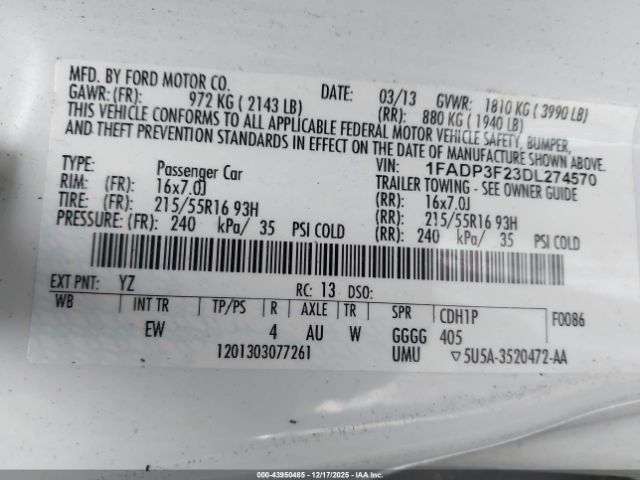 MFD. BY FORD MOTOR CO.
DATE: 03/13 GVWR: 1810 KG ( 3990 LB)
GAWR: (FR): 972 KG ( 2143 LB) (RR): 880 KG ( 1940 LB)
THIS VEHICLE CONFORMS TO ALL APPLICABLE FEDERAL MOTOR VEHICLE SAFETY, BUMPER,
AND THEFT PREVENTION STANDARDS IN EFFECT ON THE DATE OF MANUFACTURE SHOWN ABOVE.
VIN: 1FADP3F23DL274570
TYPE: Passenger Car TRAILER TOWING - SEE OWNER GUIDE
RIM: (FR): 16x7.0J (RR): 16x7.0J
TIRE: (FR): 215/55R16 93H (RR): 215/55R16 93H
PRESSURE: (FR): 240 kPa/ 35 PSI COLD (RR): 240 kPa/ 35 PSI COLD
EXT PNT: YZ RC: 13 DSO:
WB INT TR TP/PS R AXLE TR SPR CDH1P F0086
EW 4 AU W GGGG 405
1201303077261 UMU ▽5U5A-3520472-AA
000-43950485 - 12/17/2025 - IAAI.com